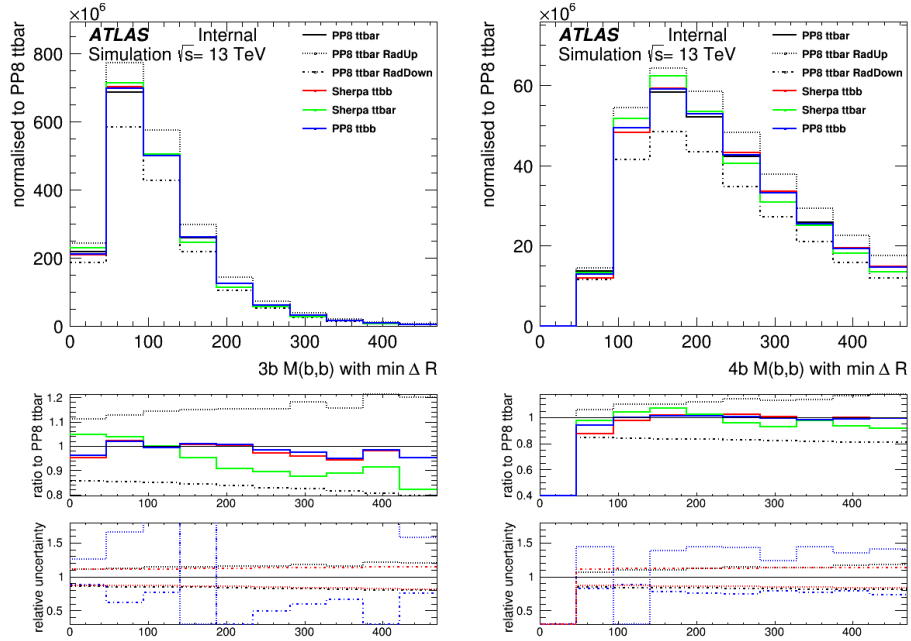 ×10⁶
ATLAS Internal
Simulation √s= 13 TeV
PP8 ttbar
PP8 ttbar RadUp
PP8 ttbar RadDown
Sherpa ttbb
Sherpa ttbar
PP8 ttbb
normalised to PP8 ttbar
800
600
400
200
0
0 100 200 300 400
3b M(b,b) with min Δ R
ratio to PP8 ttbar
1.2
1.1
1
0.9
0.8
0 100 200 300 400
relative uncertainty
1.5
1
0.5
0 100 200 300 400
×10⁶
ATLAS Internal
Simulation √s= 13 TeV
PP8 ttbar
PP8 ttbar RadUp
PP8 ttbar RadDown
Sherpa ttbb
Sherpa ttbar
PP8 ttbb
normalised to PP8 ttbar
60
40
20
0
0 100 200 300 400
4b M(b,b) with min Δ R
ratio to PP8 ttbar
1
0.8
0.6
0.4
0 100 200 300 400
relative uncertainty
1.5
1
0.5
0 100 200 300 400